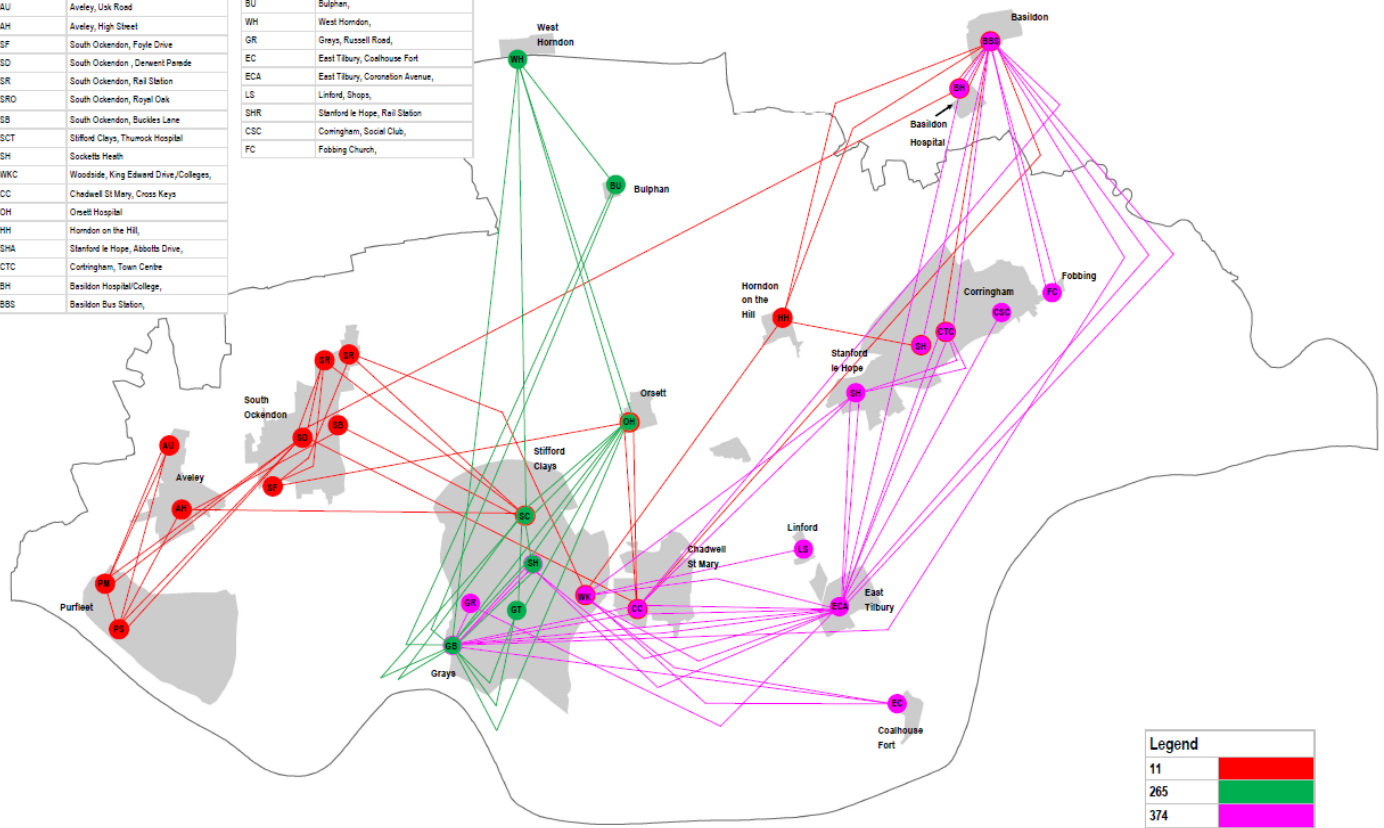 AU Aveley, Usk Road
AH Aveley, High Street
SF South Ockendon, Foyle Drive
SD South Ockendon , Derwent Parade
SR South Ockendon, Rail Station
SRO South Ockendon, Royal Oak
SB South Ockendon, Buckles Lane
SCT Stifford Clays, Thurrock Hospital
SH Socketts Heath
WKC Woodside, King Edward Drive,/Colleges,
CC Chadwell St Mary, Cross Keys
OH Orsett Hospital
HH Horndon on the Hill,
SHA Stanford le Hope, Abbotts Drive,
CTC Cortringham, Town Centre
BH Basildon Hospital/College,
BBS Basildon Bus Station,
BU Bulphan,
WH West Horndon,
GR Grays, Russell Road,
EC East Tilbury, Coalhouse Fort
ECA East Tilbury, Coronation Avenue,
LS Linford, Shops,
SHR Stanford le Hope, Rail Station
CSC Corringham, Social Club,
FC Fobbing Church,
West
Horndon
WH
Basildon
BBS
BH
Basildon
Hospital
BU
Bulphan
Fobbing
FC
Corringham
CSC
Horndon
on the
Hill
HH
CTC
SH
Stanford
le Hope
SH
SR
SR
South
Ockendon
SB
SD
SF
AU
Aveley
AH
Orsett
OH
Stifford
Clays
SC
SH
Linford
LS
Chadwell
St Mary
PM
Purfleet
PS
GR
GT
WK
CC
ECA
East
Tilbury
GB
Grays
EC
Coalhouse
Fort
Legend
11
265
374